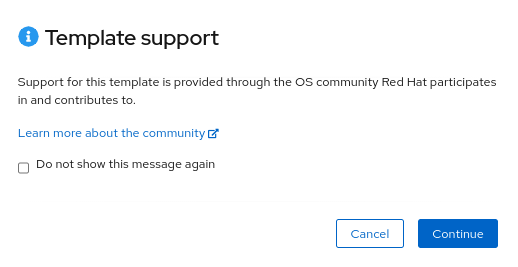 Template support
Support for this template is provided through the OS community Red Hat participates
in and contributes to.
Learn more about the community
Do not show this message again
Cancel
Continue